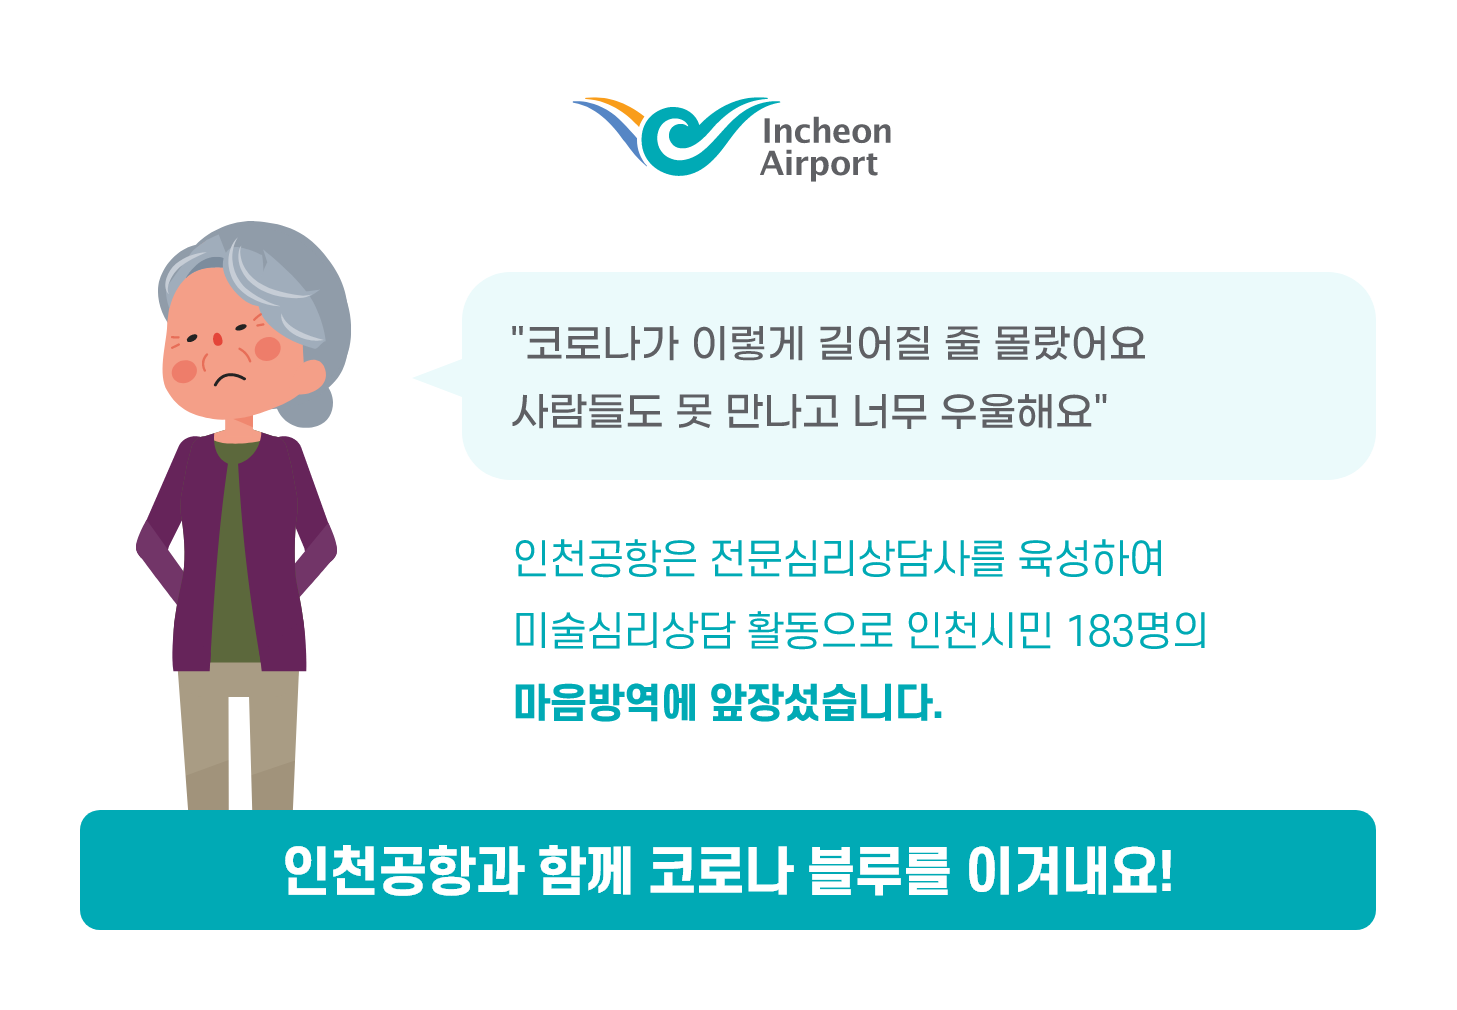 Incheon
Airport
"코로나가 이렇게 길어질 줄 몰랐어요
사람들도 못 만나고 너무 우울해요"
인천공항은 전문심리상담사를 육성하여
미술심리상담 활동으로 인천시민 183명의
마음방역에 앞장섰습니다.
인천공항과 함께 코로나 블루를 이겨내요!